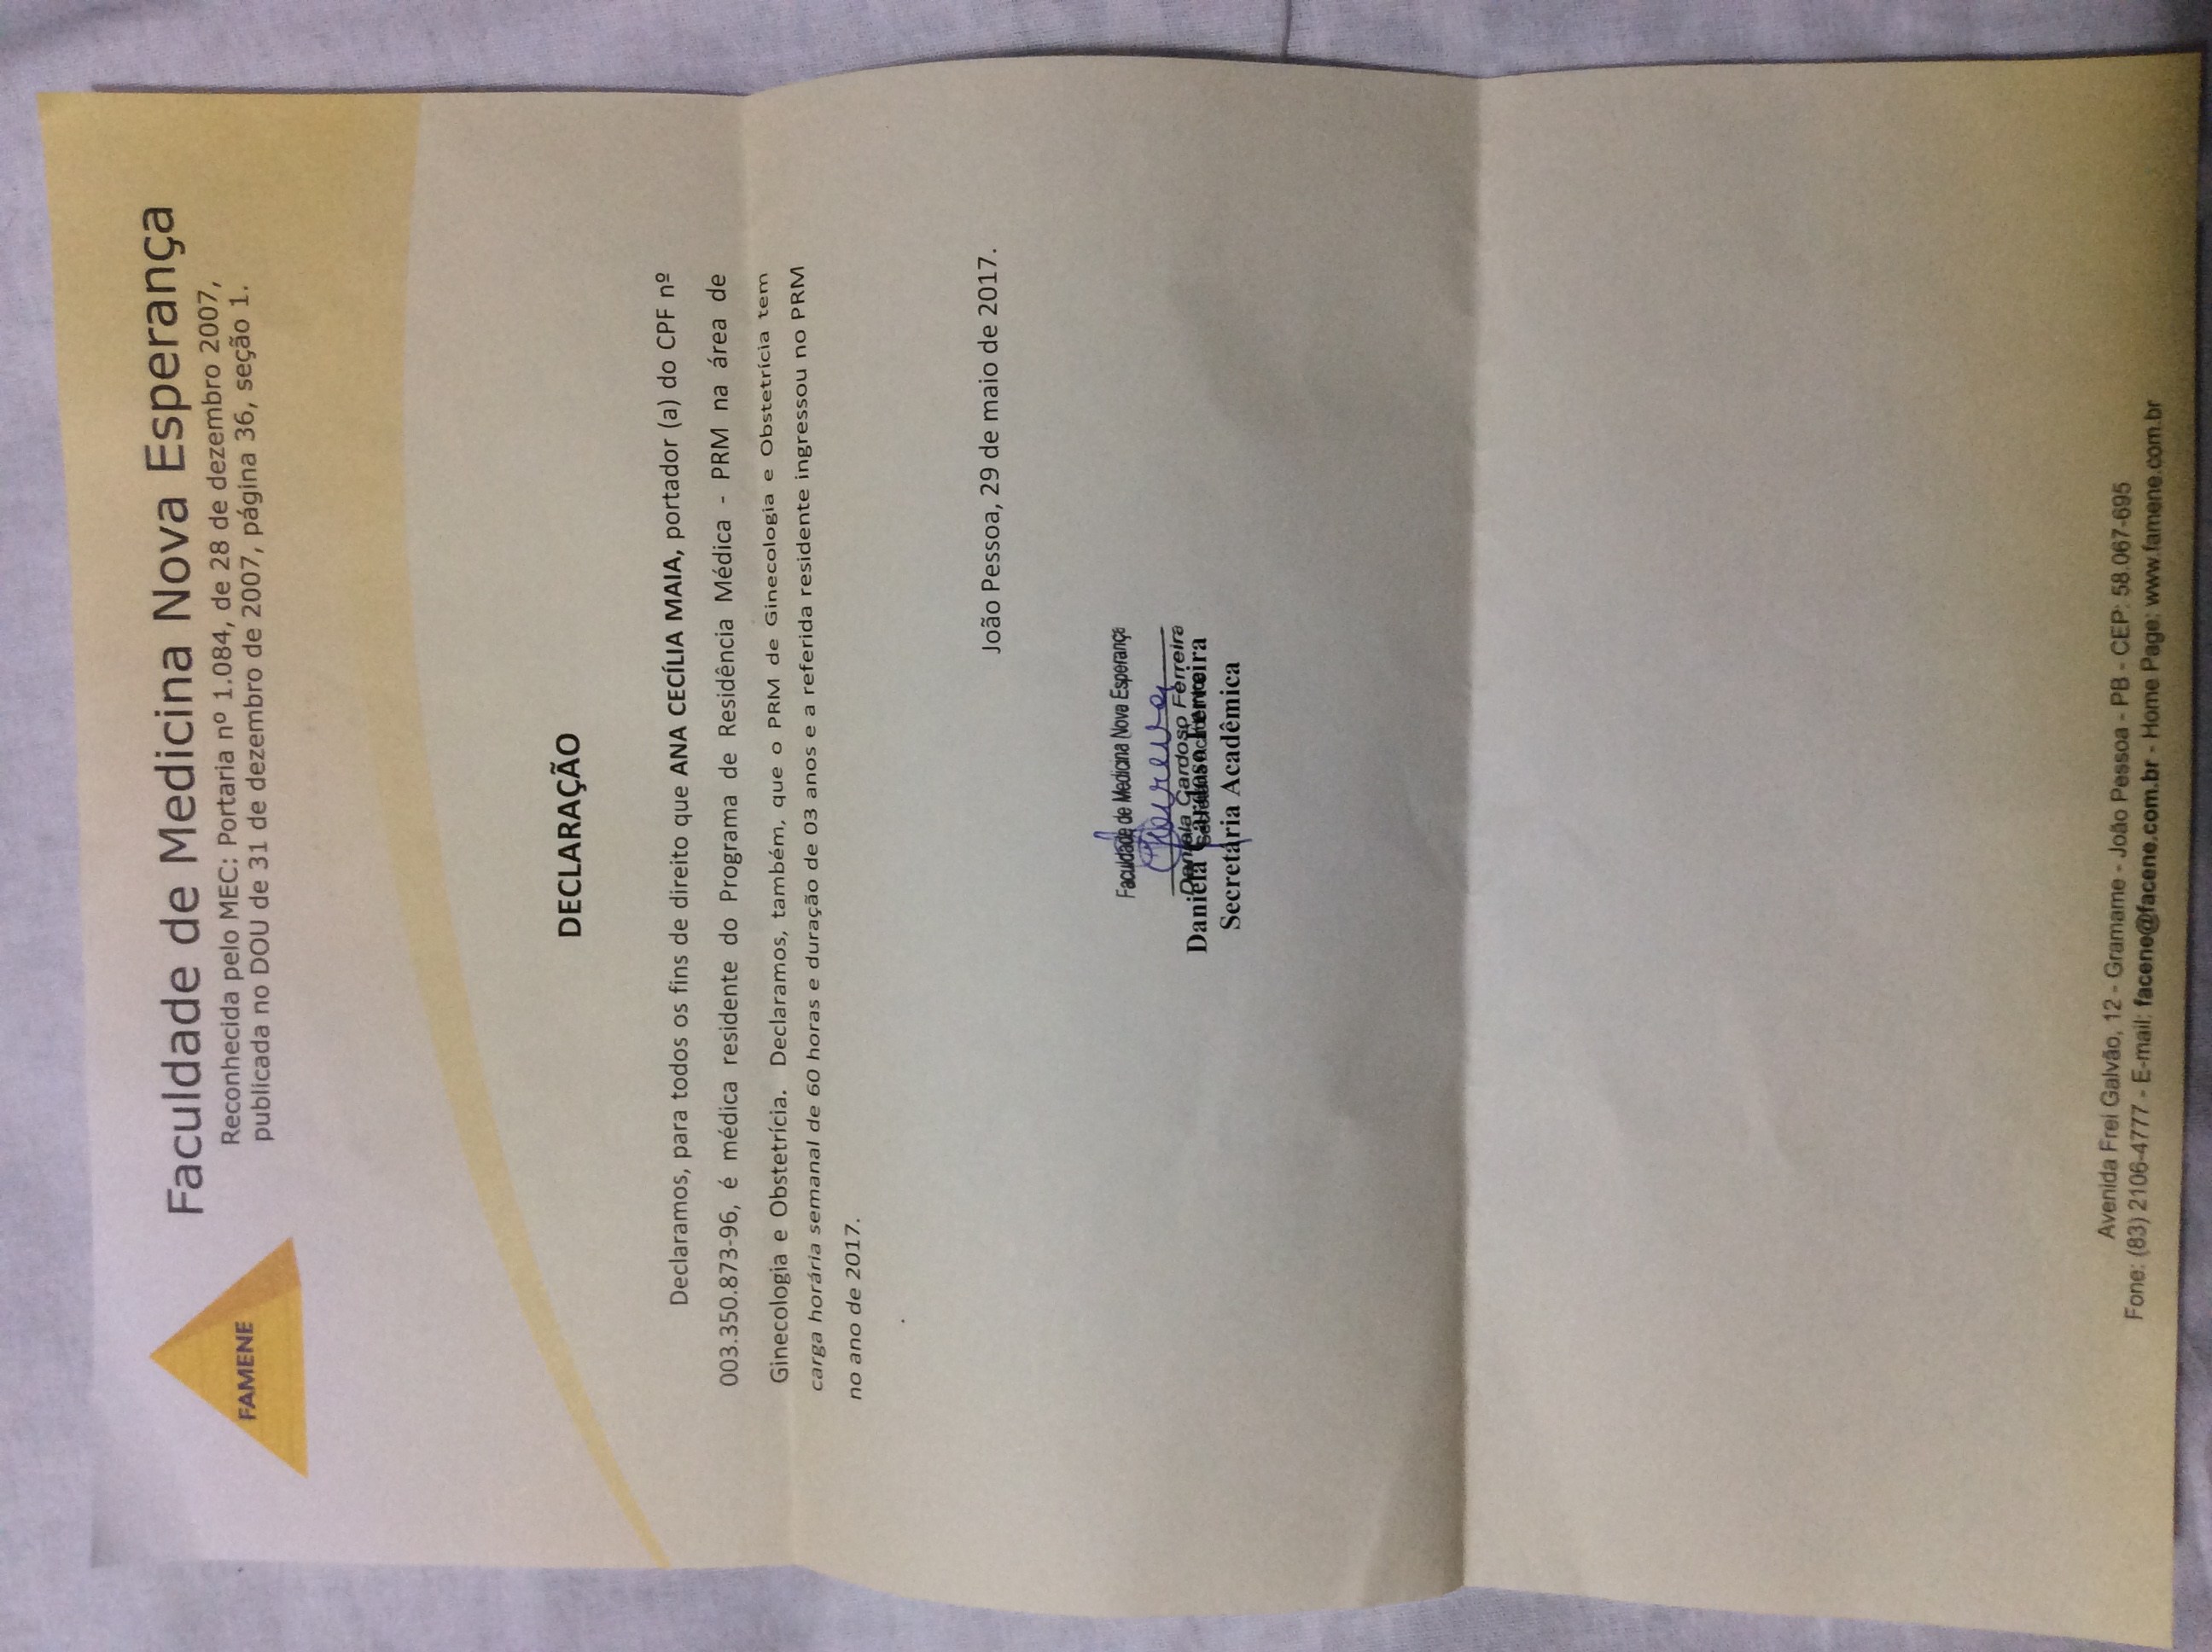 FAMENE
Faculdade de Medicina Nova Esperança
Reconhecida pelo MEC: Portaria nº 1.084, de 28 de dezembro 2007,
publicada no DOU de 31 de dezembro de 2007, página 36, seção 1.
DECLARAÇÃO
Declaramos, para todos os fins de direito que ANA CECÍLIA MAIA, portador (a) do CPF nº
003.350.873-96, é médica residente do Programa de Residência Médica - PRM na área de
Ginecologia e Obstetrícia. Declaramos, também, que o PRM de Ginecologia e Obstetrícia tem
carga horária semanal de 60 horas e duração de 03 anos e a referida residente ingressou no PRM
no ano de 2017.
João Pessoa, 29 de maio de 2017.
Faculdade de Medicina Nova Esperança
Daniela Cardoso Ferreira
Daniela Cardoso Ferreira
Secretária Acadêmica
Avenida Frei Galvão, 12 - Gramame - João Pessoa - PB - CEP: 58.067-695
Fone: (83) 2106-4777 - E-mail: facene@facene.com.br - Home Page: www.famene.com.br